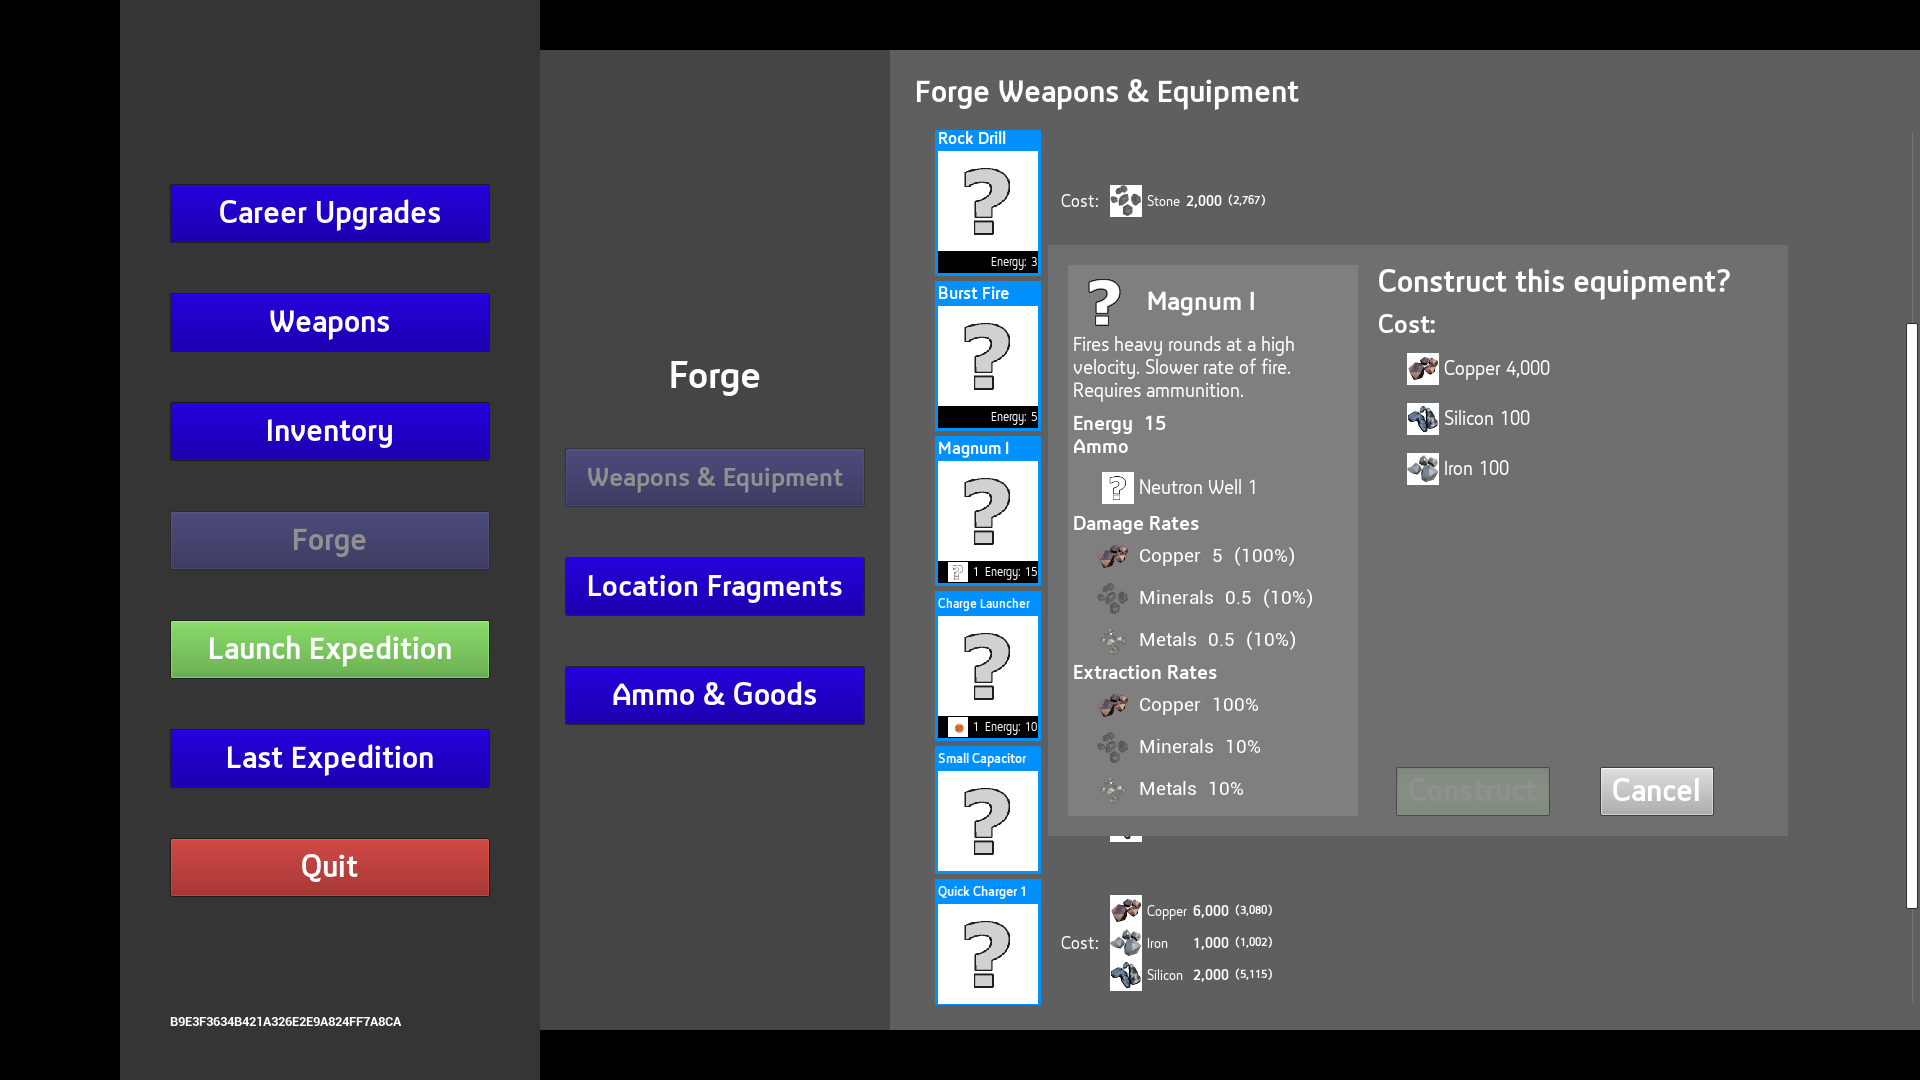 Career Upgrades
Weapons
Inventory
Forge
Launch Expedition
Last Expedition
Quit
B9E3F3634B421A326E2E9A824FF7A8CA
Forge
Weapons & Equipment
Location Fragments
Ammo & Goods
Forge Weapons & Equipment
Rock Drill
?
Energy: 3
Cost: Stone 2,000 (2,767)
Burst Fire
?
Energy: 5
Magnum I
?
? 1 Energy: 15
Charge Launcher
?
1 Energy: 10
Small Capacitor
?
Quick Charger 1
?
Cost:
Copper 6,000 (3,080)
Iron 1,000 (1,002)
Silicon 2,000 (5,115)
? Magnum I
Fires heavy rounds at a high
velocity. Slower rate of fire.
Requires ammunition.
Energy 15
Ammo
? Neutron Well 1
Damage Rates
Copper 5 (100%)
Minerals 0.5 (10%)
Metals 0.5 (10%)
Extraction Rates
Copper 100%
Minerals 10%
Metals 10%
Construct this equipment?
Cost:
Copper 4,000
Silicon 100
Iron 100
Construct
Cancel